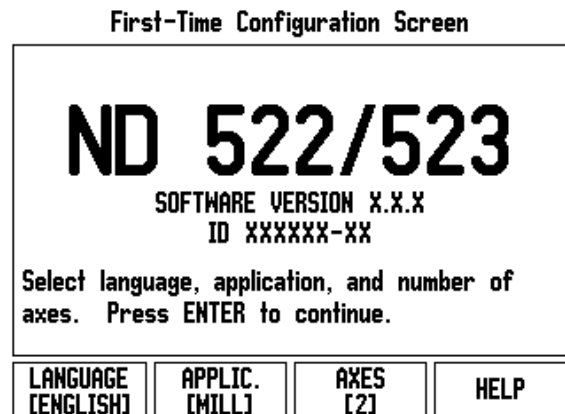 First-Time Configuration Screen
ND 522/523
SOFTWARE VERSION X.X.X
ID XXXXXX-XX
Select language, application, and number of
axes. Press ENTER to continue.
LANGUAGE APPLIC. AXES HELP
[ENGLISH] [MILL] [2]